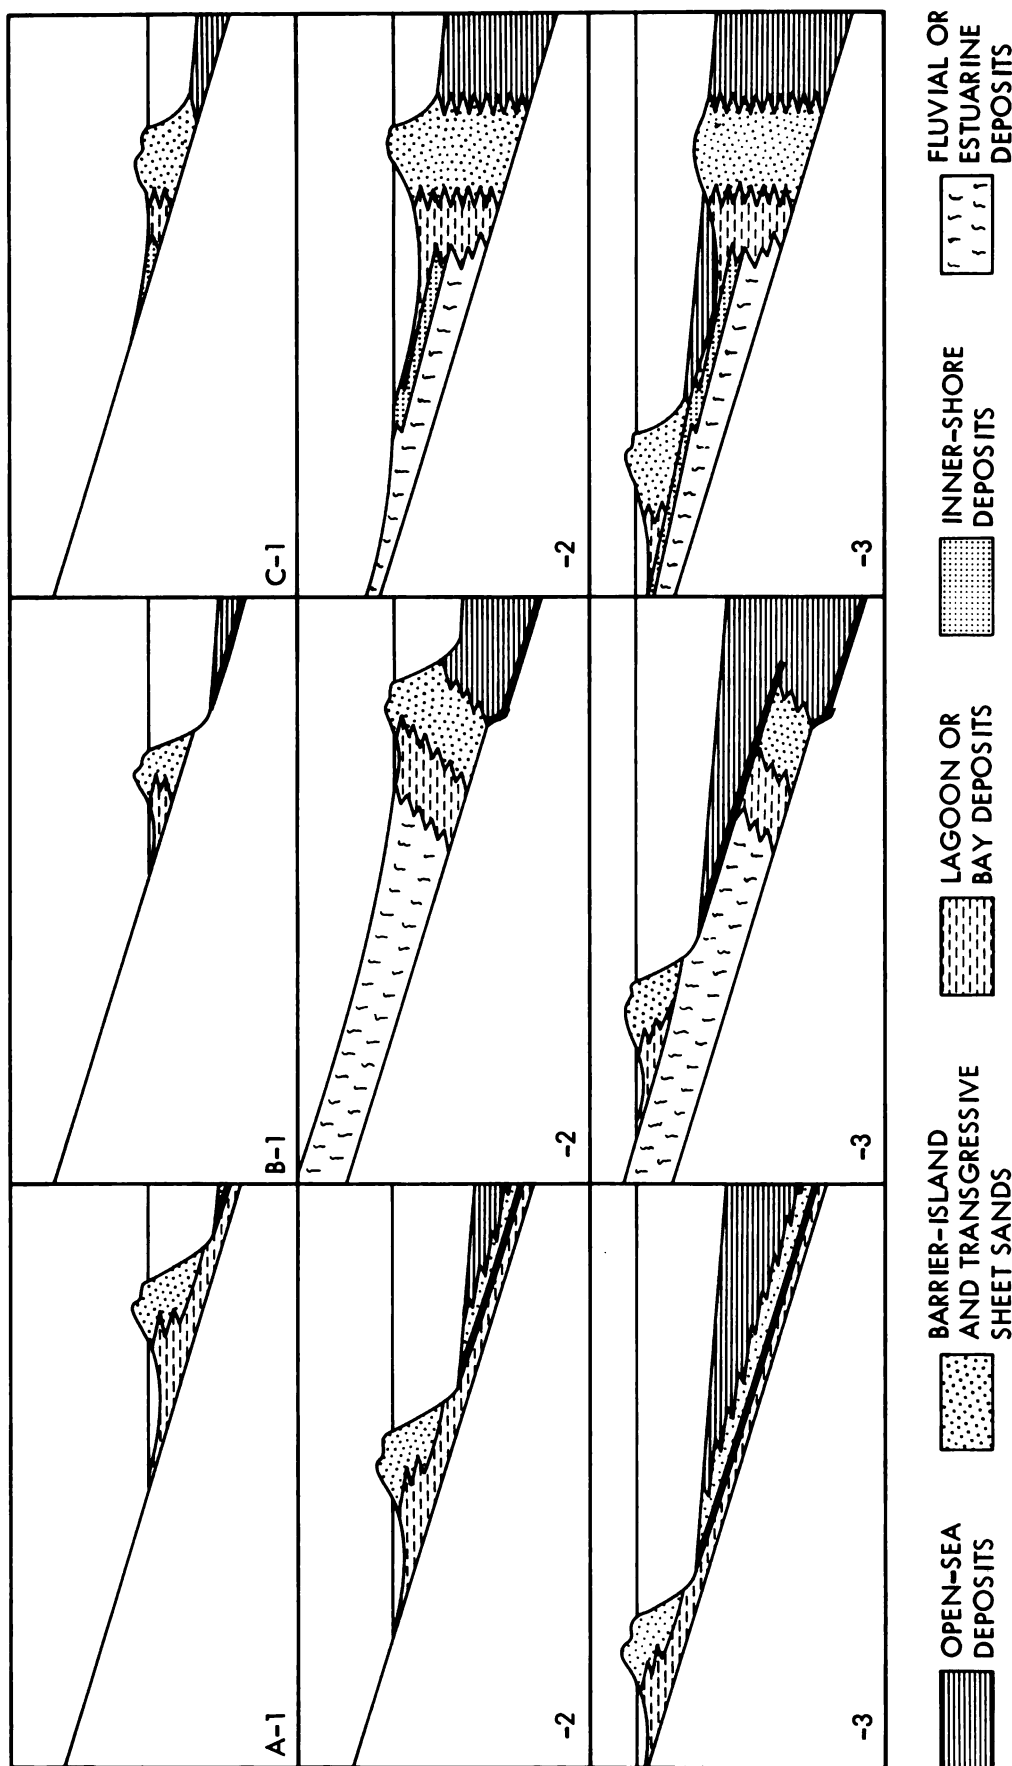 A-1
B-1
C-1
-2
-2
-2
-3
-3
-3
OPEN-SEA
DEPOSITS
BARRIER-ISLAND
AND TRANSGRESSIVE
SHEET SANDS
LAGOON OR
BAY DEPOSITS
INNER-SHORE
DEPOSITS
FLUVIAL OR
ESTUARINE
DEPOSITS